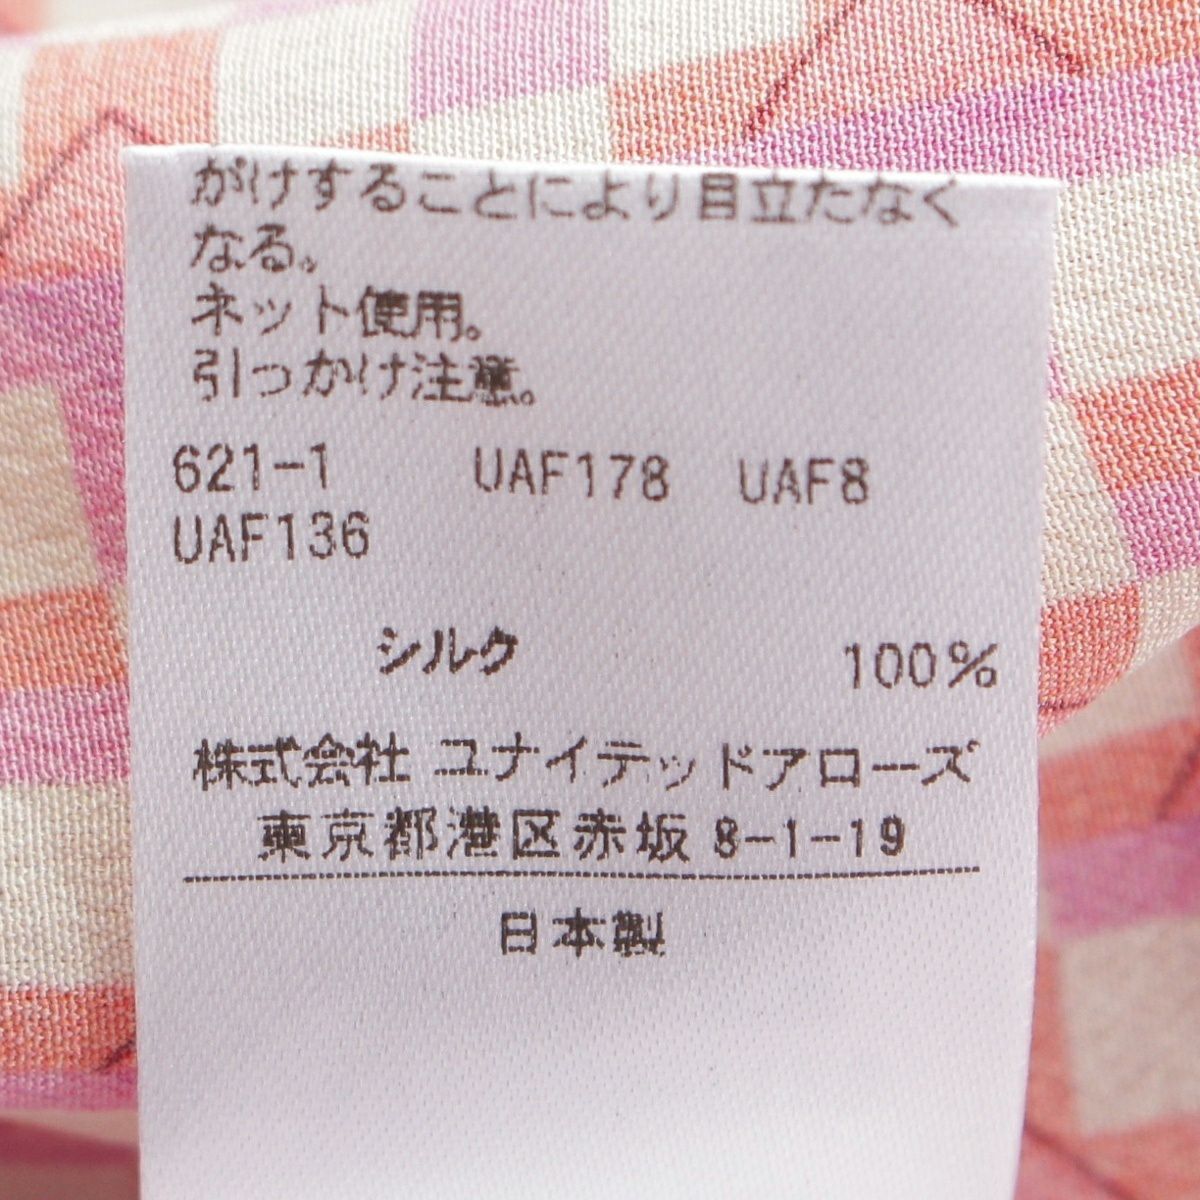 がけすることにより目立たなく
なる。
ネット使用。
引っかけ注意。
621-1 UAF178 UAF8
UAF136
シルク 100%
株式会社 ユナイテッドアローズ
東京都港区赤坂 8-1-19
日本製